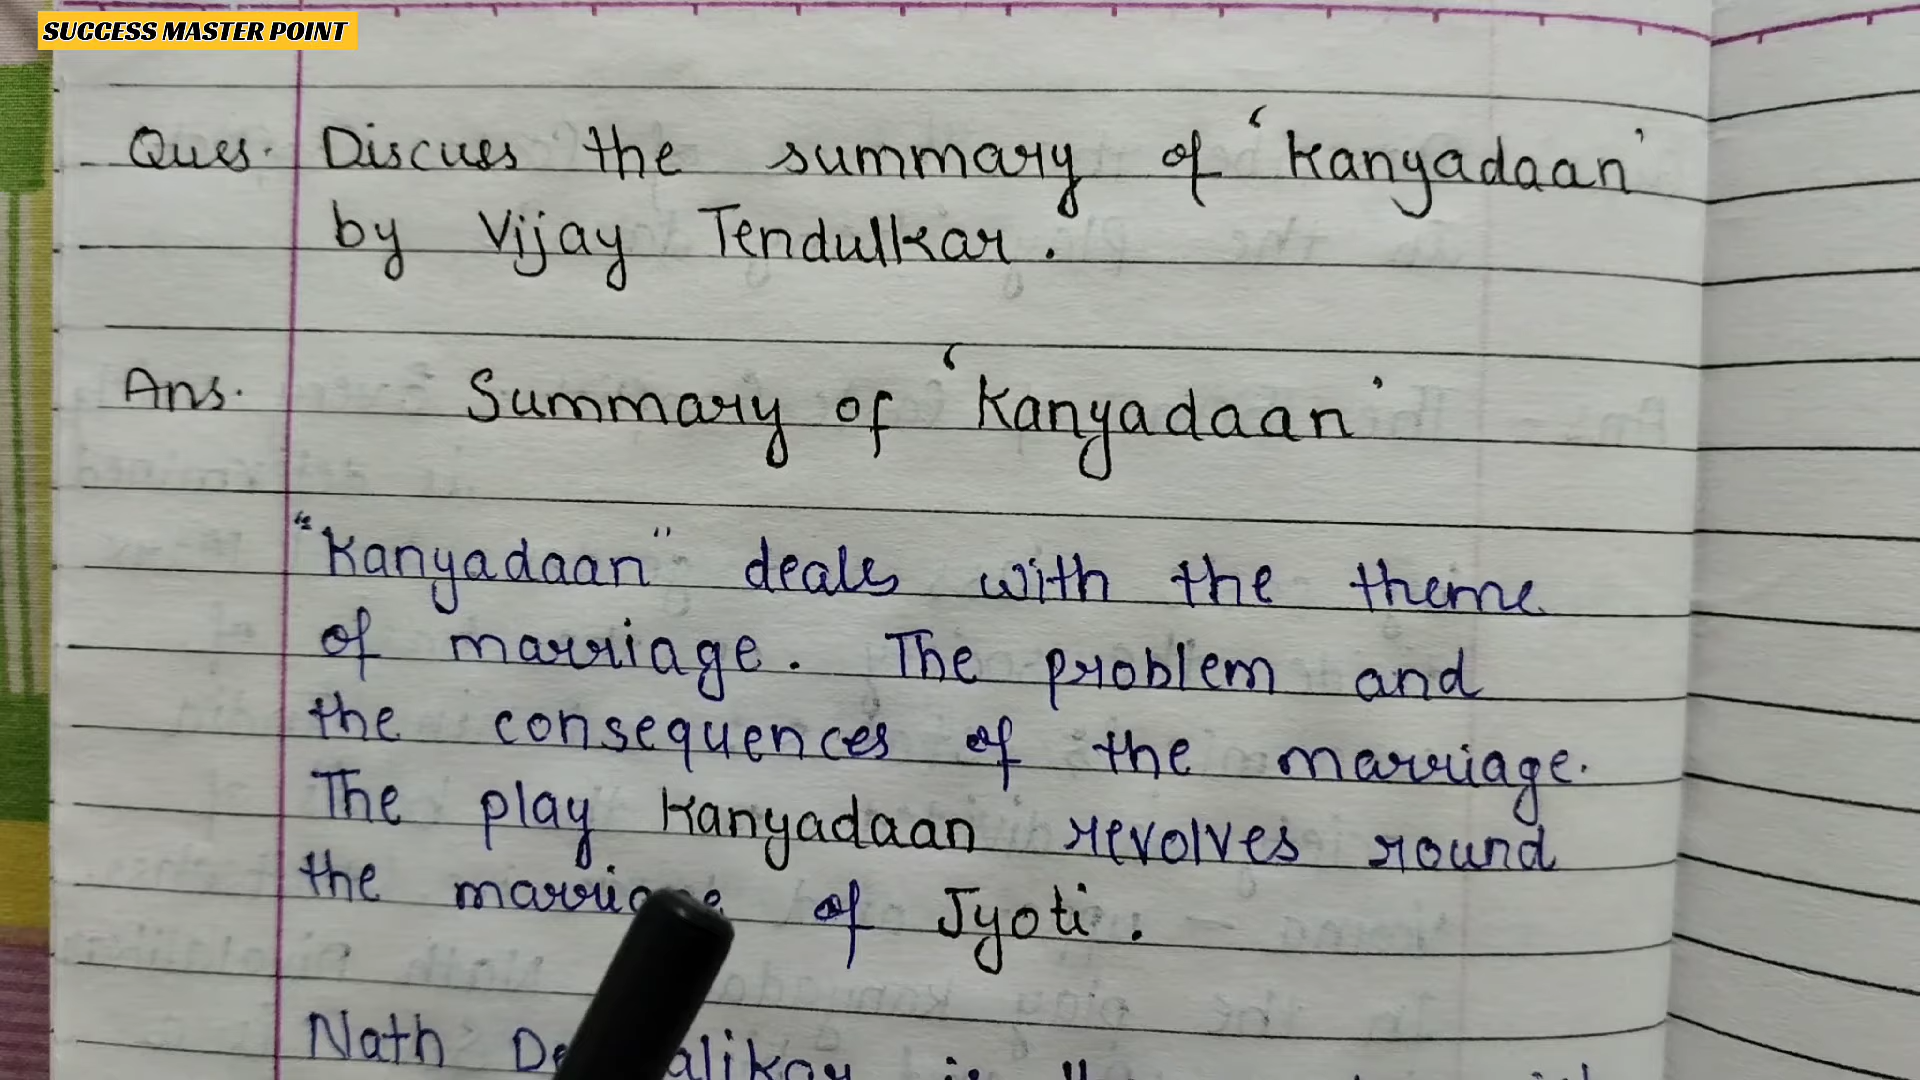 SUCCESS MASTER POINT
Ques. Discuss the summary of 'Kanyadaan'
by Vijay Tendulkar.
Ans. Summary of 'Kanyadaan'
"Kanyadaan" deals with the theme
of marriage. The problem and
the consequences of the marriage.
The play Kanyadaan revolves round
the marriage of Jyoti.
Nath